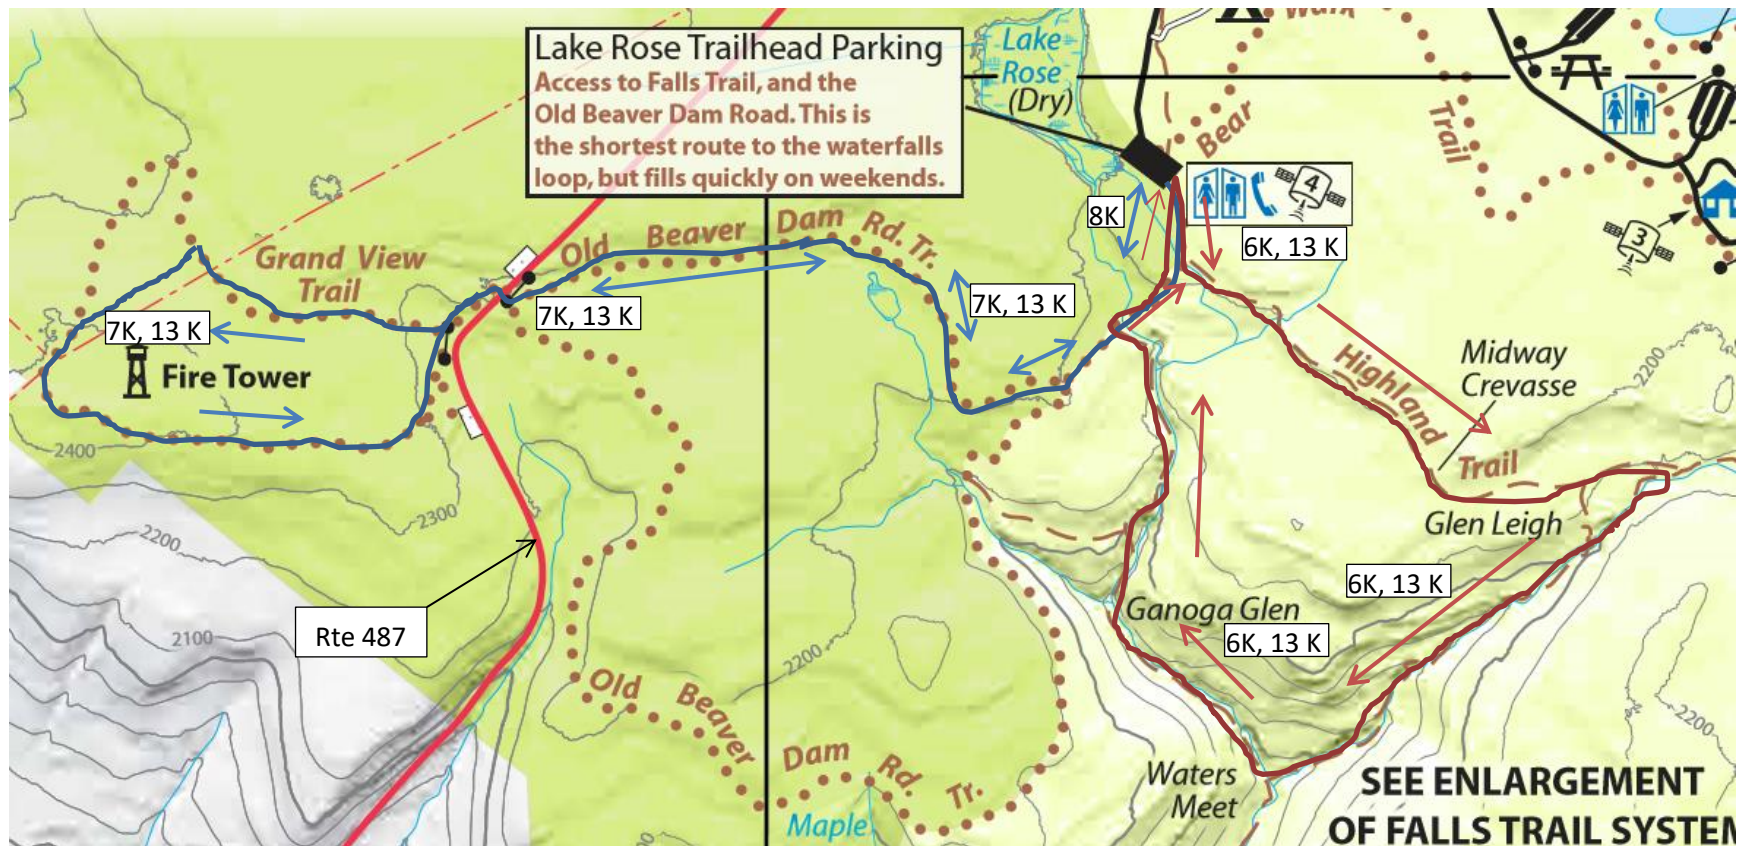 Lake Rose Trailhead Parking
Access to Falls Trail, and the
Old Beaver Dam Road. This is
the shortest route to the waterfalls
loop, but fills quickly on weekends.
Lake
Rose
(Dry)
Bear
Trail
4
3
8K
6K, 13 K
Old Beaver Dam Rd. Tr.
Grand View
Trail
7K, 13 K
7K, 13 K
7K, 13 K
Fire Tower
Highland
Trail
Midway
Crevasse
2200
2400
2300
2200
2100
Glen Leigh
6K, 13 K
Ganoga Glen
6K, 13 K
Rte 487
2200
Old Beaver Dam Rd. Tr.
2200
Waters
Meet
Maple
SEE ENLARGEMENT
OF FALLS TRAIL SYSTEM